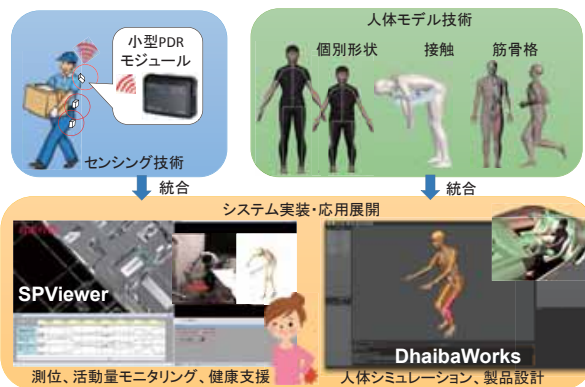 小型PDR
モジュール
センシング技術
人体モデル技術
個別形状
接触
筋骨格
統合
統合
システム実装・応用展開
SPViewer
DhaibaWorks
測位、活動量モニタリング、健康支援
人体シミュレーション、製品設計